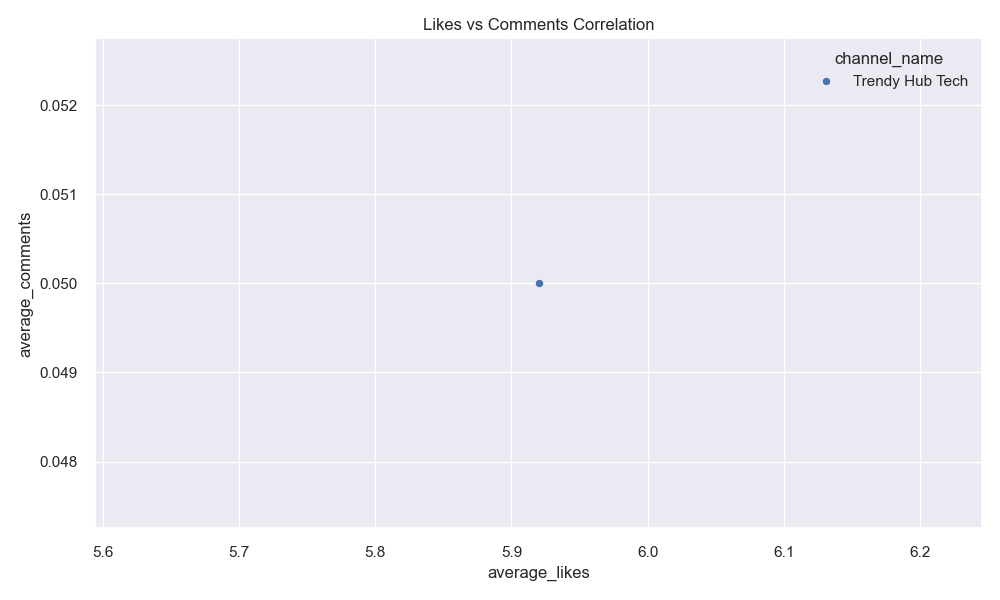 Likes vs Comments Correlation
channel_name
Trendy Hub Tech
0.052
0.051
0.050
0.049
0.048
average_comments
5.6 5.7 5.8 5.9 6.0 6.1 6.2
average_likes